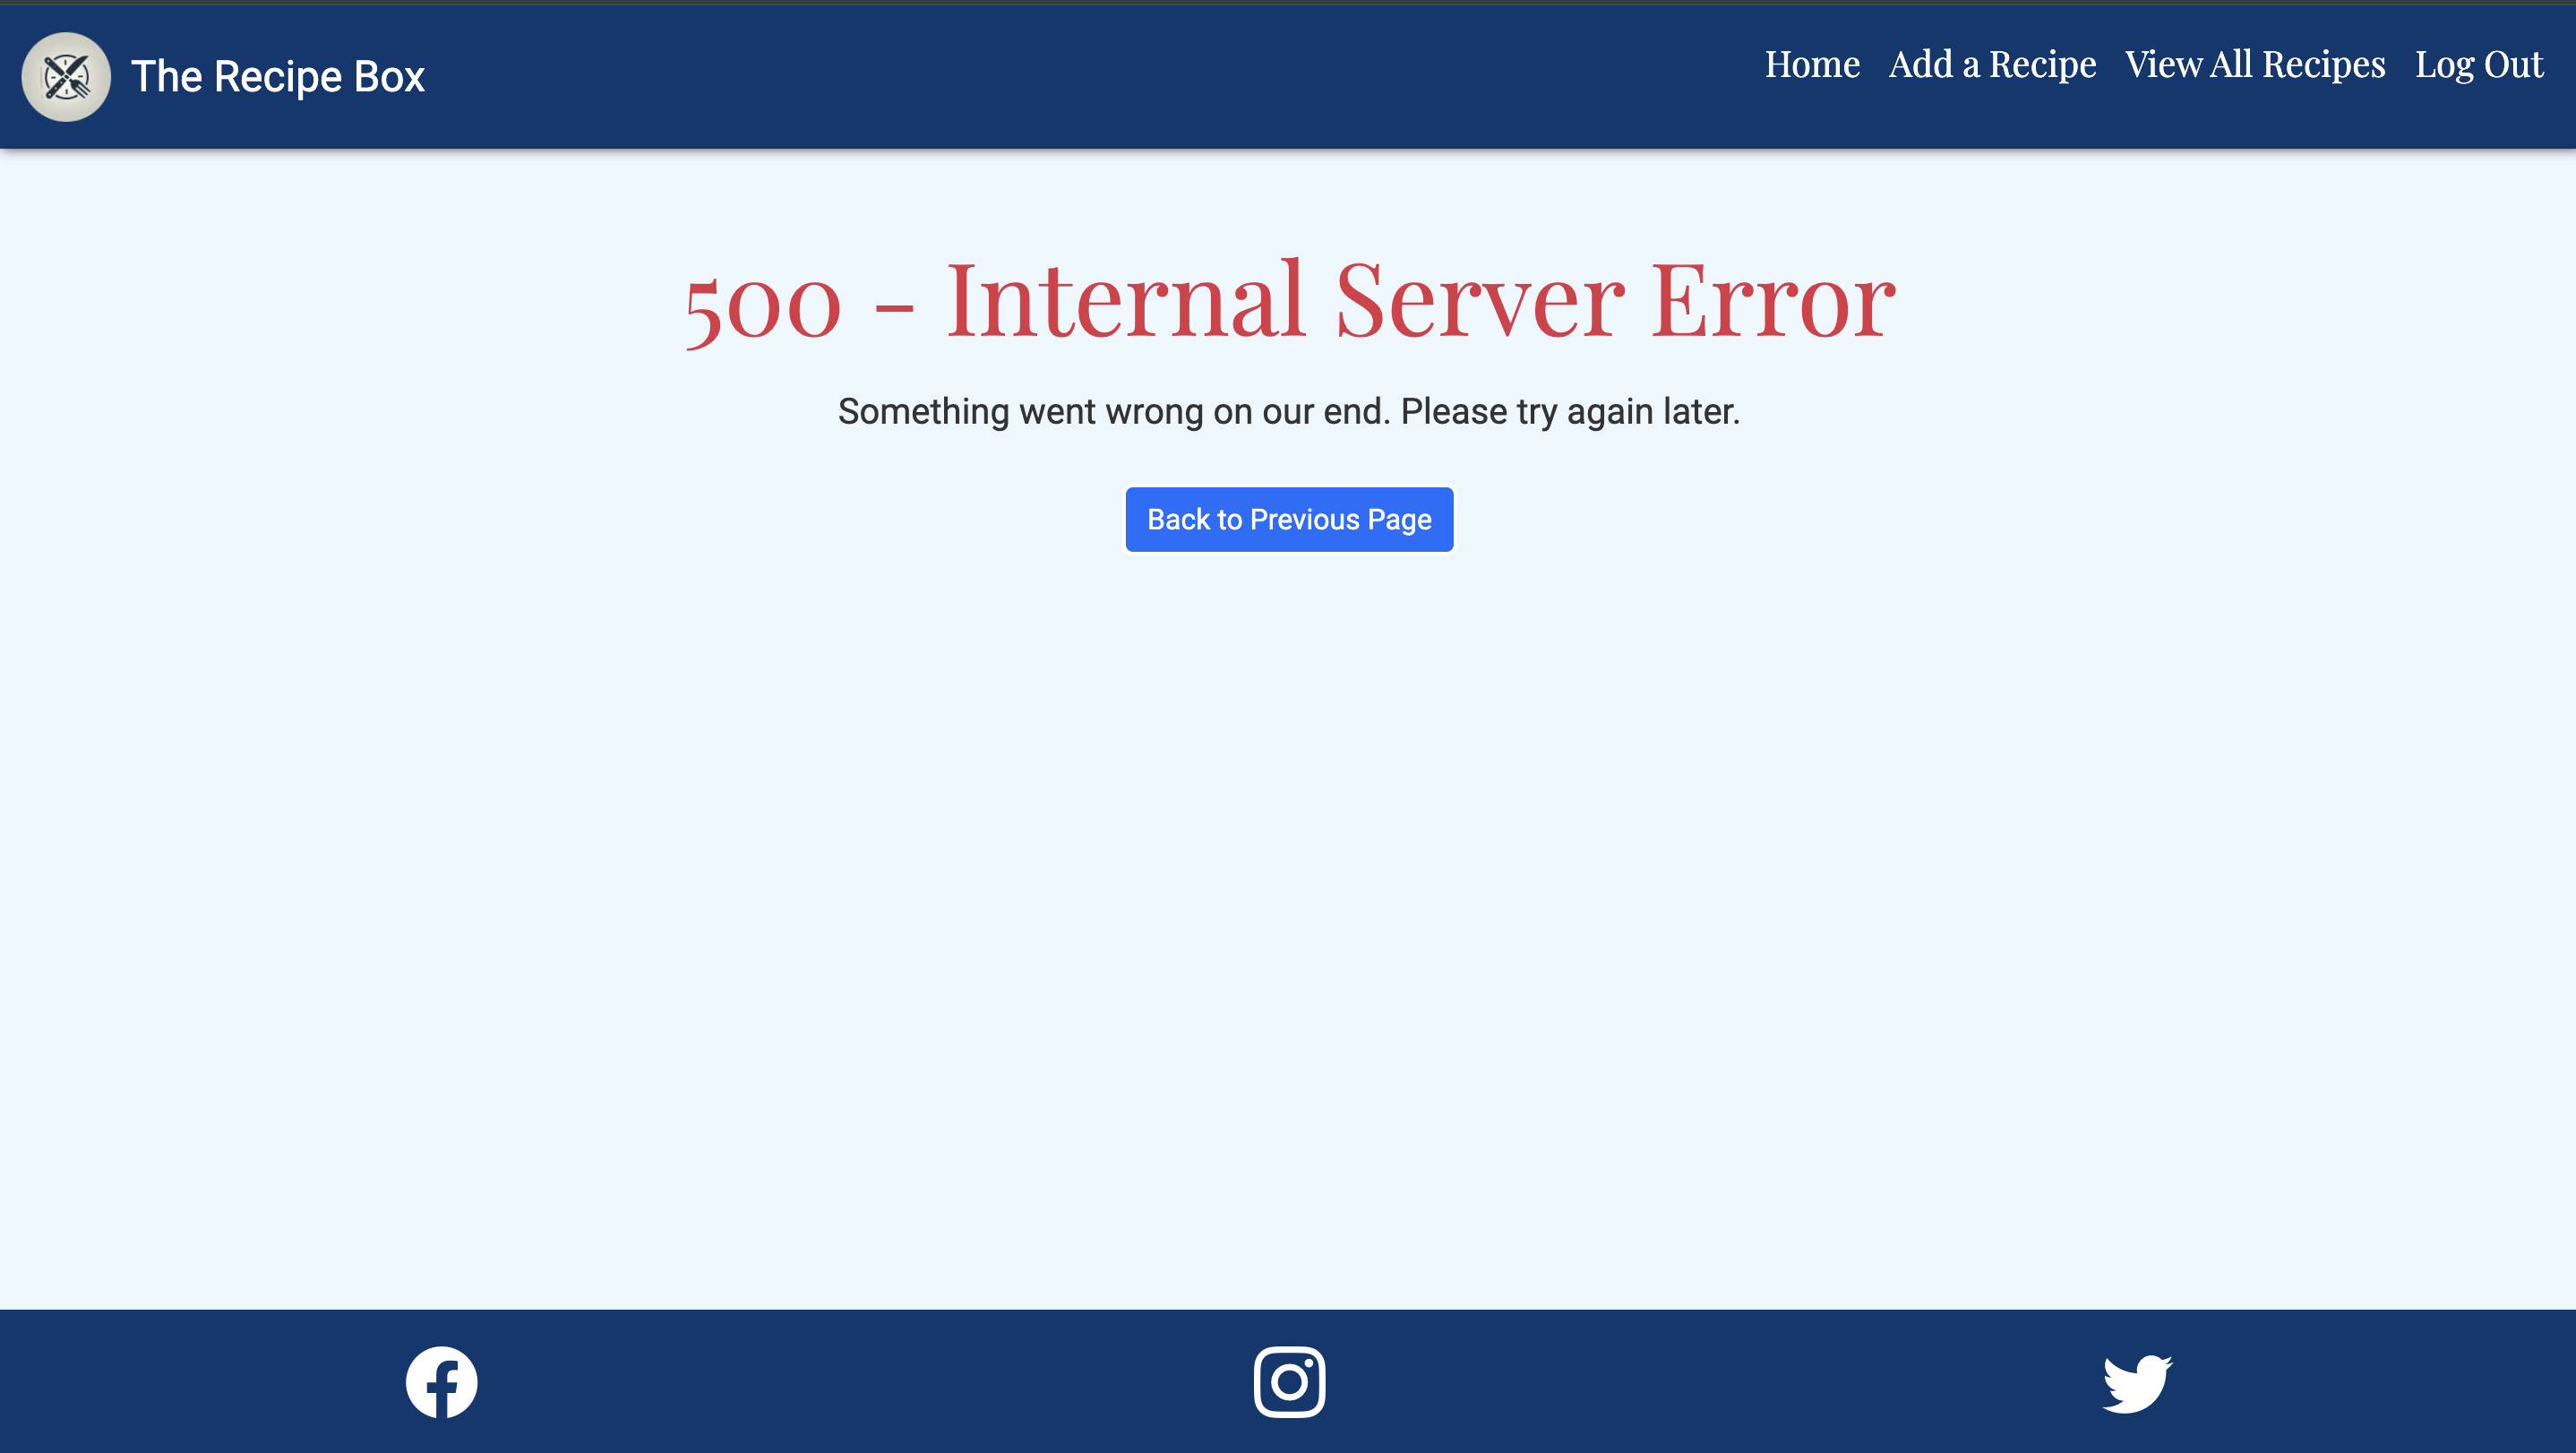 The Recipe Box
Home Add a Recipe View All Recipes Log Out
500 - Internal Server Error
Something went wrong on our end. Please try again later.
Back to Previous Page